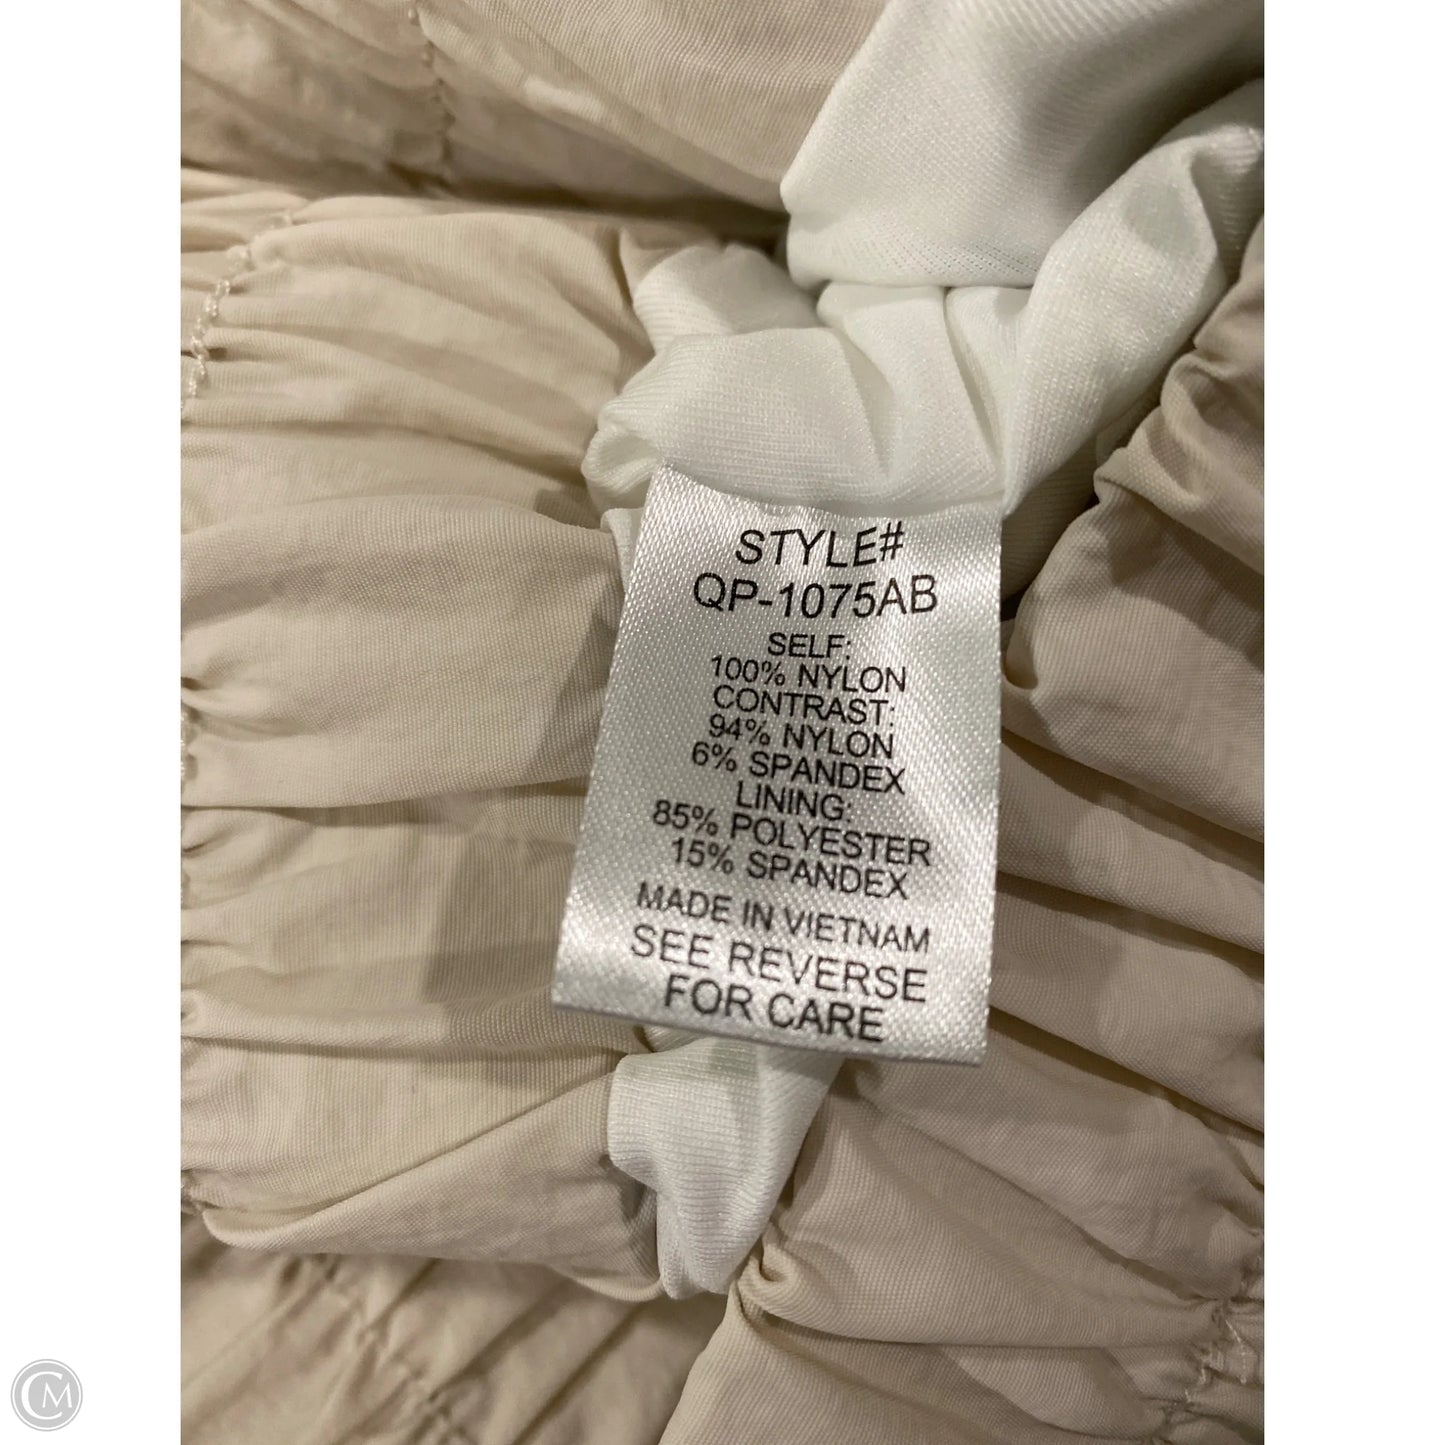 STYLE#
QP-1075AB
SELF:
100% NYLON
CONTRAST:
94% NYLON
6% SPANDEX
LINING:
85% POLYESTER
15% SPANDEX
MADE IN VIETNAM
SEE REVERSE
FOR CARE
CM